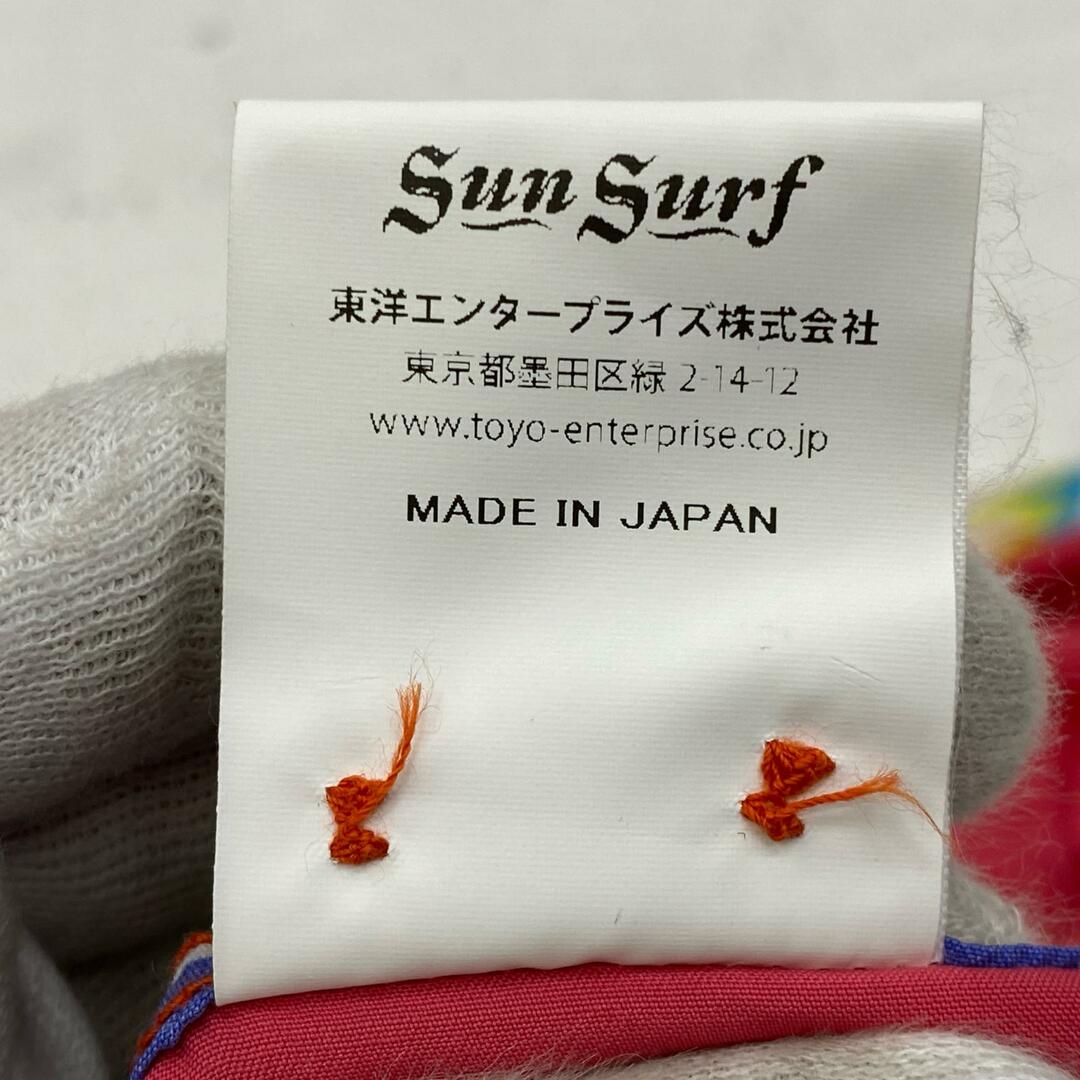 Sun Surf
東洋エンタープライズ株式会社
東京都墨田区緑 2-14-12
www.toyo-enterprise.co.jp
MADE IN JAPAN